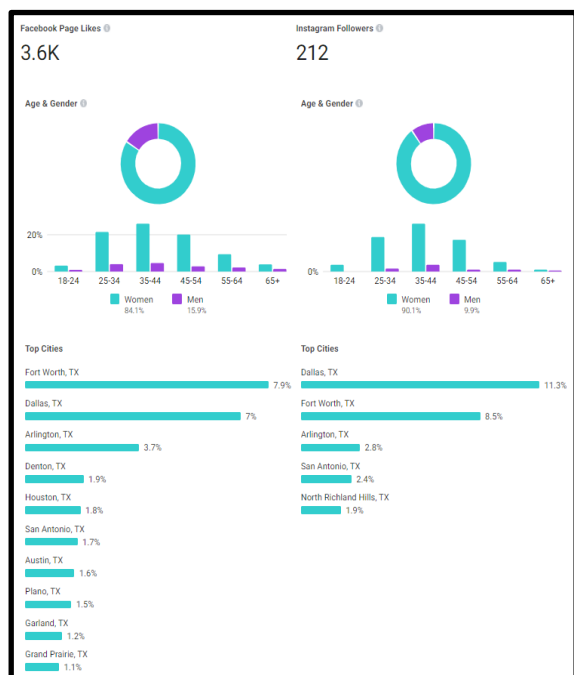 Facebook Page Likes
3.6K
Age & Gender
20%
0%
18-24 25-34 35-44 45-54 55-64 65+
Women Men
84.1% 15.9%
Top Cities
Fort Worth, TX
7.9%
Dallas, TX
7%
Arlington, TX
3.7%
Denton, TX
1.9%
Houston, TX
1.8%
San Antonio, TX
1.7%
Austin, TX
1.6%
Plano, TX
1.5%
Garland, TX
1.2%
Grand Prairie, TX
1.1%
Instagram Followers
212
Age & Gender
0%
18-24 25-34 35-44 45-54 55-64 65+
Women Men
90.1% 9.9%
Top Cities
Dallas, TX
11.3%
Fort Worth, TX
8.5%
Arlington, TX
2.8%
San Antonio, TX
2.4%
North Richland Hills, TX
1.9%